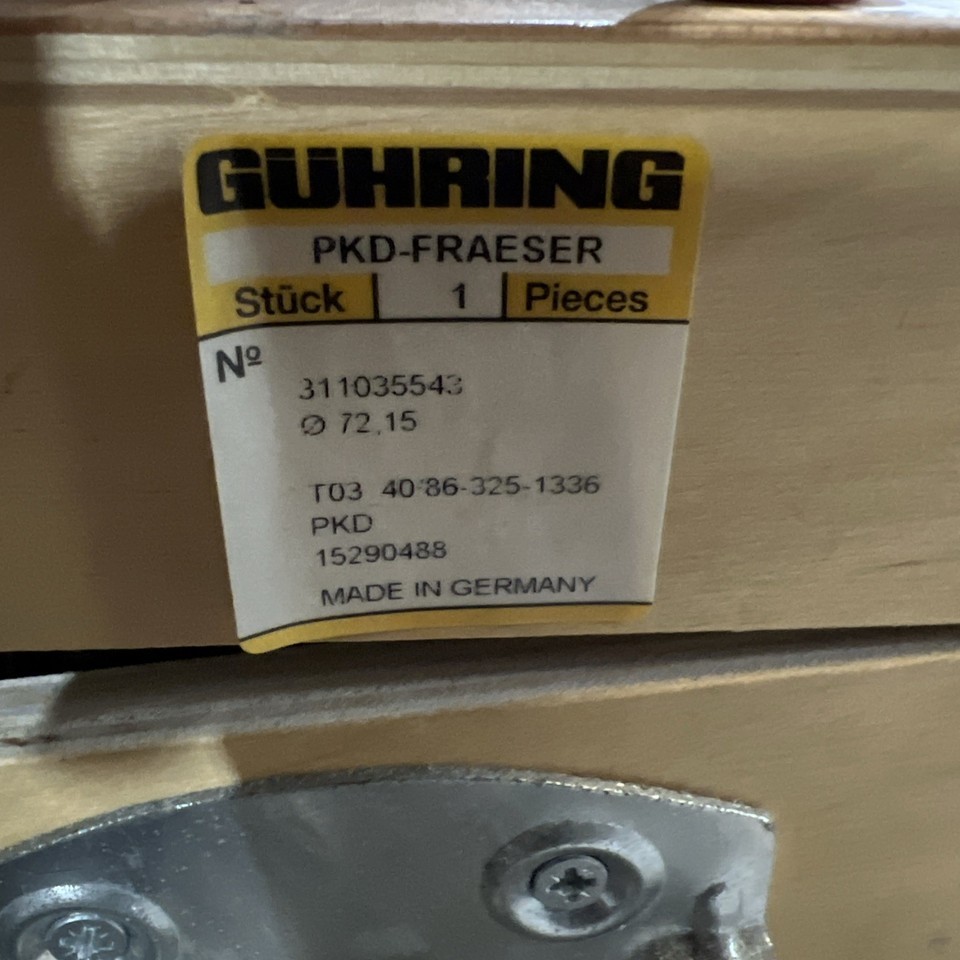 GÜHRING
PKD-FRAESER
Stück 1 Pieces
Nº
311035543
Ø 72,15
T03 40 86-325-1336
PKD
15290488
MADE IN GERMANY